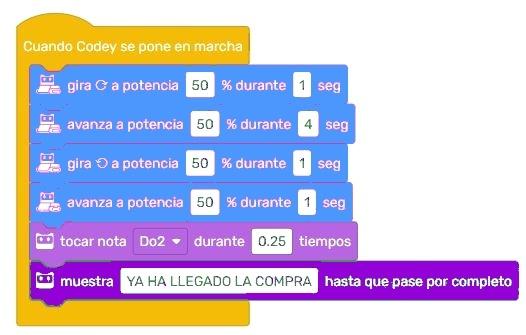 Cuando Codey se pone en marcha
gira ↻ a potencia 50 % durante 1 seg
avanza a potencia 50 % durante 4 seg
gira ↺ a potencia 50 % durante 1 seg
avanza a potencia 50 % durante 1 seg
tocar nota Do2 ▼ durante 0.25 tiempos
muestra YA HA LLEGADO LA COMPRA hasta que pase por completo